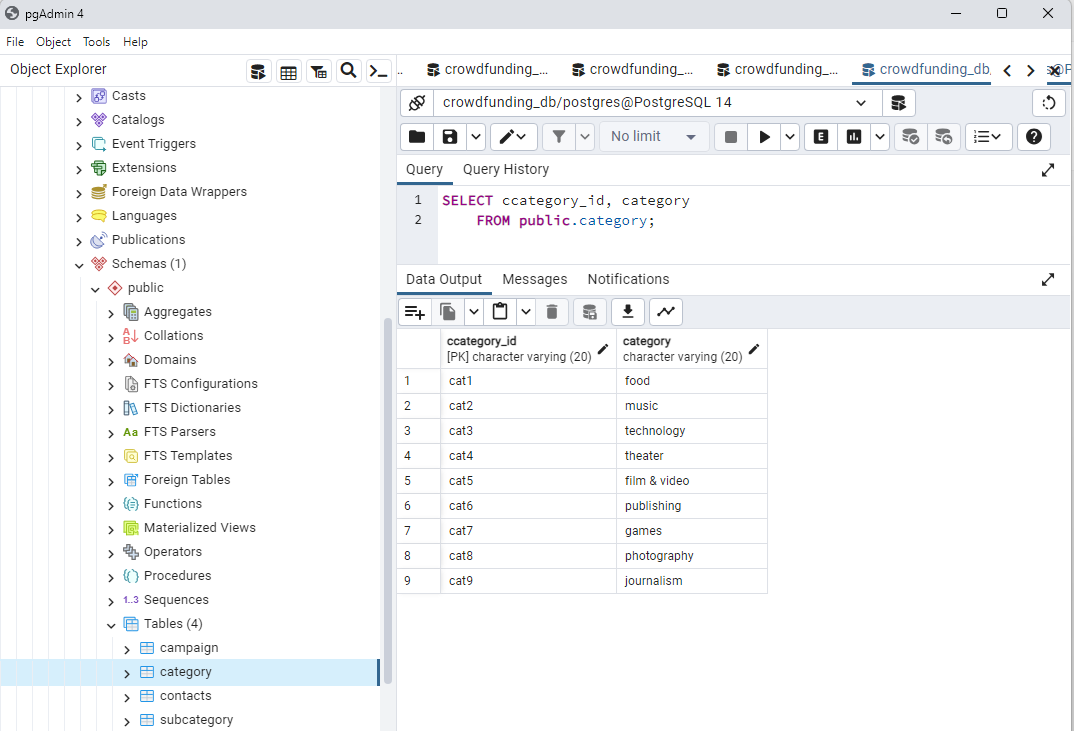 pgAdmin 4
File Object Tools Help
Object Explorer
Casts
Catalogs
Event Triggers
Extensions
Foreign Data Wrappers
Languages
Publications
Schemas (1)
public
Aggregates
Collations
Domains
FTS Configurations
FTS Dictionaries
Aa FTS Parsers
FTS Templates
Foreign Tables
Functions
Materialized Views
Operators
Procedures
1..3 Sequences
Tables (4)
campaign
category
contacts
subcategory
.. crowdfunding_... crowdfunding_... crowdfunding_... crowdfunding_db,
crowdfunding_db/postgres@PostgreSQL 14
No limit E
Query Query History
1 SELECT ccategory_id, category
2 FROM public.category;
Data Output Messages Notifications
ccategory_id category
[PK] character varying (20) character varying (20)
1 cat1 food
2 cat2 music
3 cat3 technology
4 cat4 theater
5 cat5 film & video
6 cat6 publishing
7 cat7 games
8 cat8 photography
9 cat9 journalism